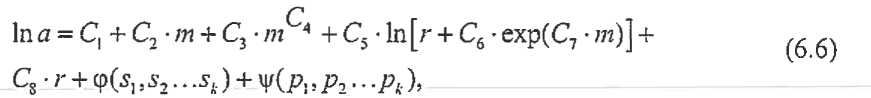 ln a = C₁ + C₂ · m + C₃ · m^C₄ + C₅ · ln[r + C₆ · exp(C₇ · m)] + (6.6)
C₈ · r + φ(s₁, s₂ … sₖ) + ψ(p₁, p₂ … pₖ),